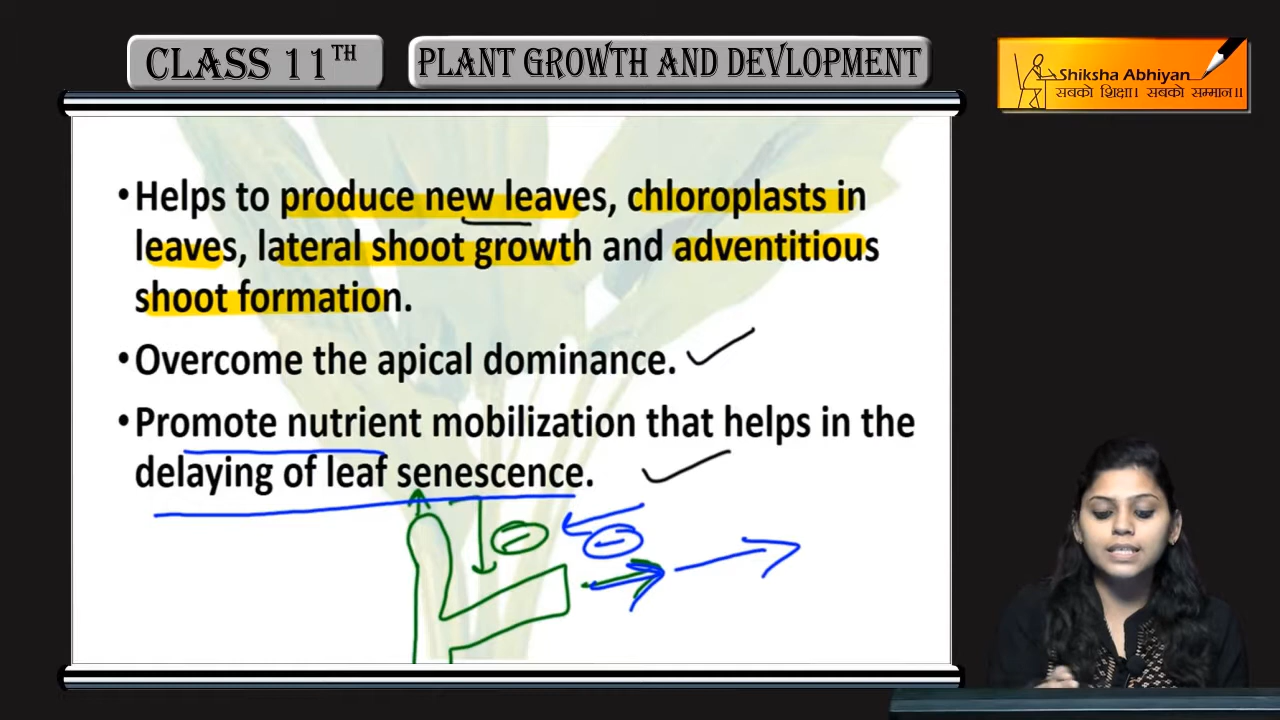 CLASS 11TH
PLANT GROWTH AND DEVLOPMENT
Shiksha Abhiyan
सबको शिक्षा। सबको सम्मान॥
•Helps to produce new leaves, chloroplasts in
leaves, lateral shoot growth and adventitious
shoot formation.
•Overcome the apical dominance.
•Promote nutrient mobilization that helps in the
delaying of leaf senescence.